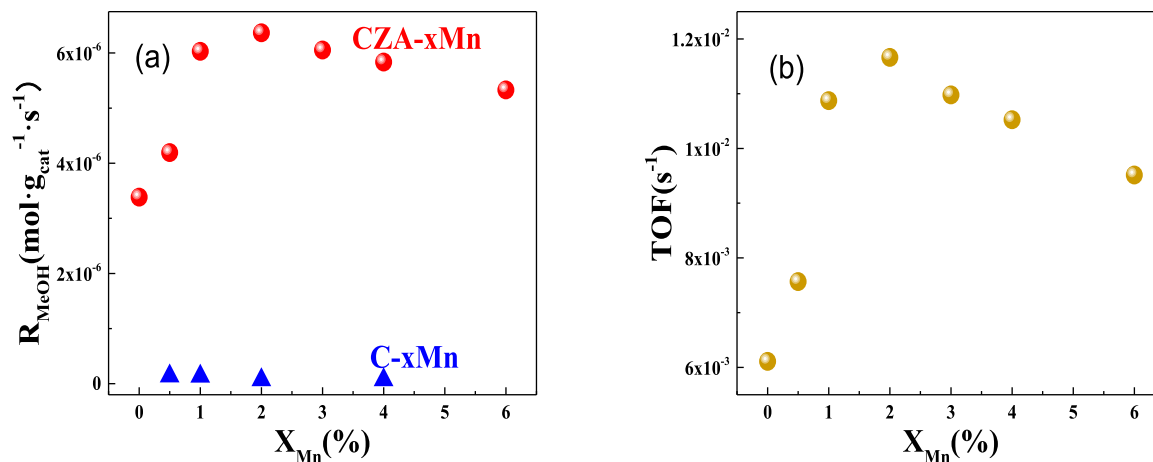 (a)
CZA-xMn
C-xMn
6x10⁻⁶
4x10⁻⁶
2x10⁻⁶
0
R_MeOH(mol·g_cat⁻¹·s⁻¹)
0 1 2 3 4 5 6
X_Mn(%)
(b)
1.2x10⁻²
1x10⁻²
8x10⁻³
6x10⁻³
TOF(s⁻¹)
0 1 2 3 4 5 6
X_Mn(%)